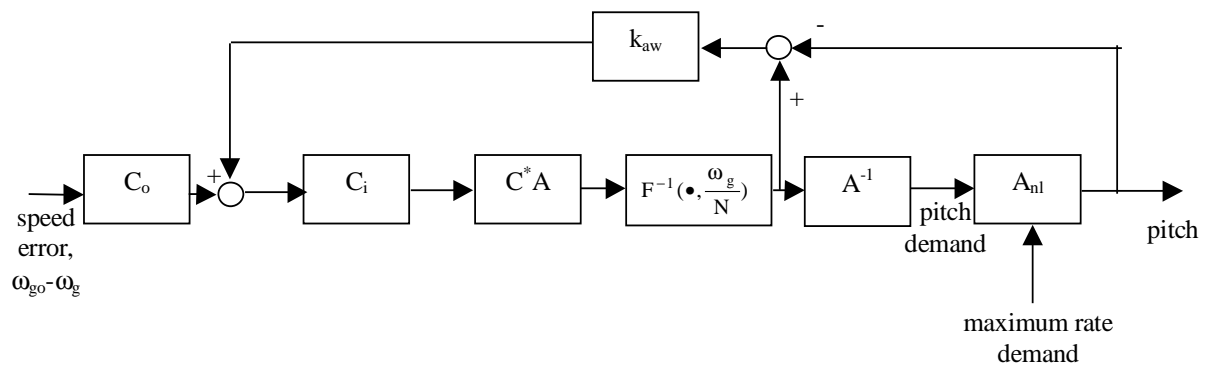 -
k_aw
+
+
C_o
C_i
C*A
F⁻¹(•, ω_g/N)
A⁻¹
A_nl
speed
error,
ω_go-ω_g
pitch
demand
pitch
maximum rate
demand